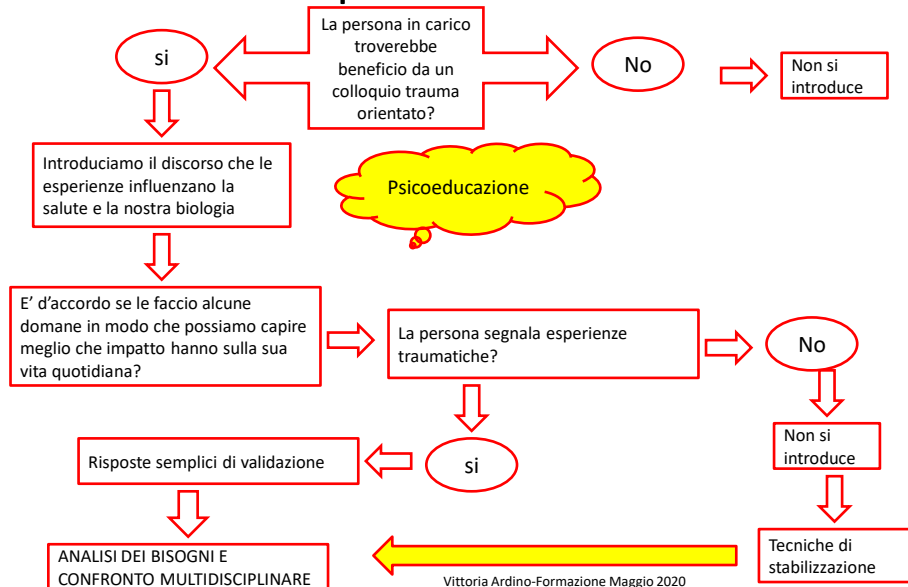 La persona in carico
troverebbe
beneficio da un
colloquio trauma
orientato?
si
No
Non si
introduce
Introduciamo il discorso che le
esperienze influenzano la
salute e la nostra biologia
Psicoeducazione
E’ d’accordo se le faccio alcune
domane in modo che possiamo capire
meglio che impatto hanno sulla sua
vita quotidiana?
La persona segnala esperienze
traumatiche?
No
Non si
introduce
Risposte semplici di validazione
si
Tecniche di
stabilizzazione
ANALISI DEI BISOGNI E
CONFRONTO MULTIDISCIPLINARE
Vittoria Ardino-Formazione Maggio 2020